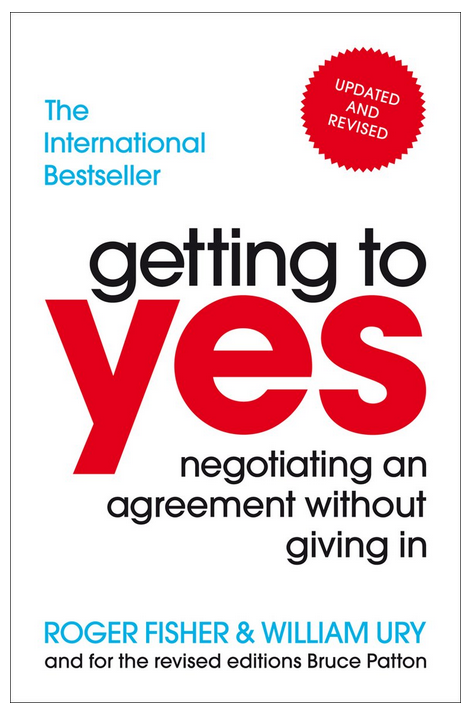 The
International
Bestseller
UPDATED
AND
REVISED
getting to
yes
negotiating an
agreement without
giving in
ROGER FISHER & WILLIAM URY
and for the revised editions Bruce Patton